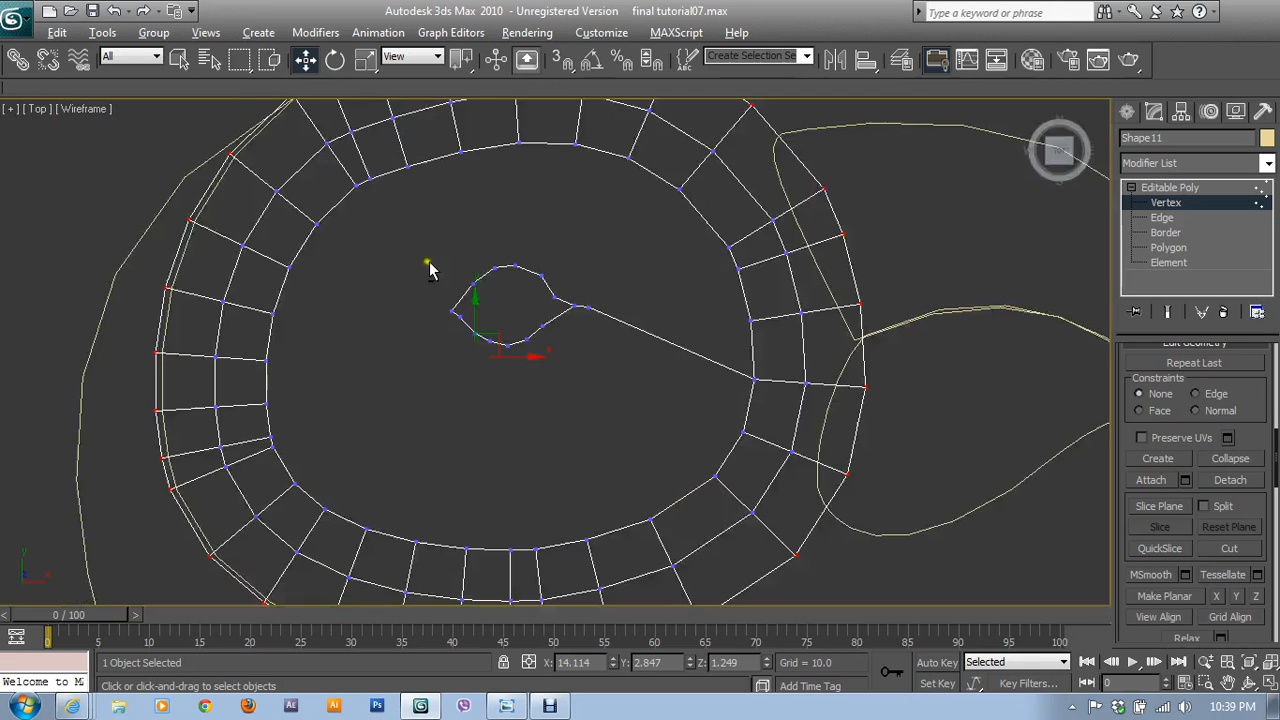 Autodesk 3ds Max 2010 - Unregistered Version final tutorial07.max
Type a keyword or phrase
Edit Tools Group Views Create Modifiers Animation Graph Editors Rendering Customize MAXScript Help
All
View
Create Selection Se
[ + ] [ Top ] [ Wireframe ]
Shape11
Modifier List
Editable Poly
Vertex
Edge
Border
Polygon
Element
Edit Geometry
Repeat Last
Constraints
None Edge
Face Normal
Preserve UVs
Create Collapse
Attach Detach
Slice Plane Split
Slice Reset Plane
QuickSlice Cut
MSmooth Tessellate
Make Planar X Y Z
View Align Grid Align
Relax
0 / 100
0 5 10 15 20 25 30 35 40 45 50 55 60 65 70 75 80 85 90 95 100
1 Object Selected X: 14.114 Y: 2.847 Z: 1.249 Grid = 10.0 Auto Key Selected
Welcome to M
Click or click-and-drag to select objects Add Time Tag Set Key Key Filters... 0
10:39 PM